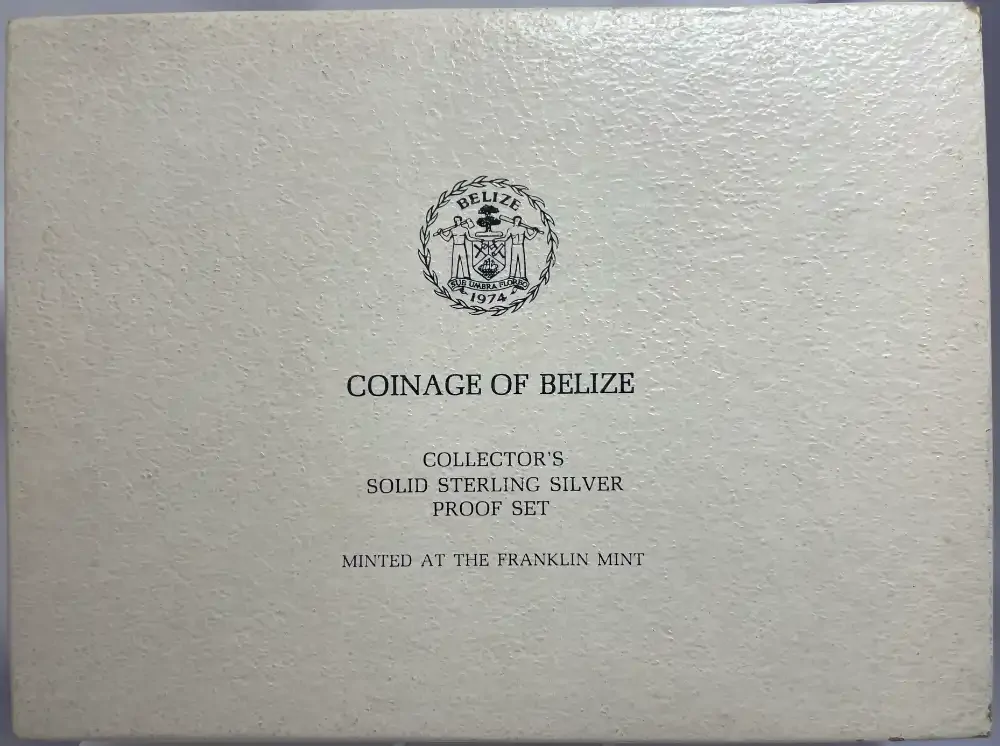 BELIZE
SUB UMBRA FLOREO
1974
COINAGE OF BELIZE
COLLECTOR'S
SOLID STERLING SILVER
PROOF SET
MINTED AT THE FRANKLIN MINT